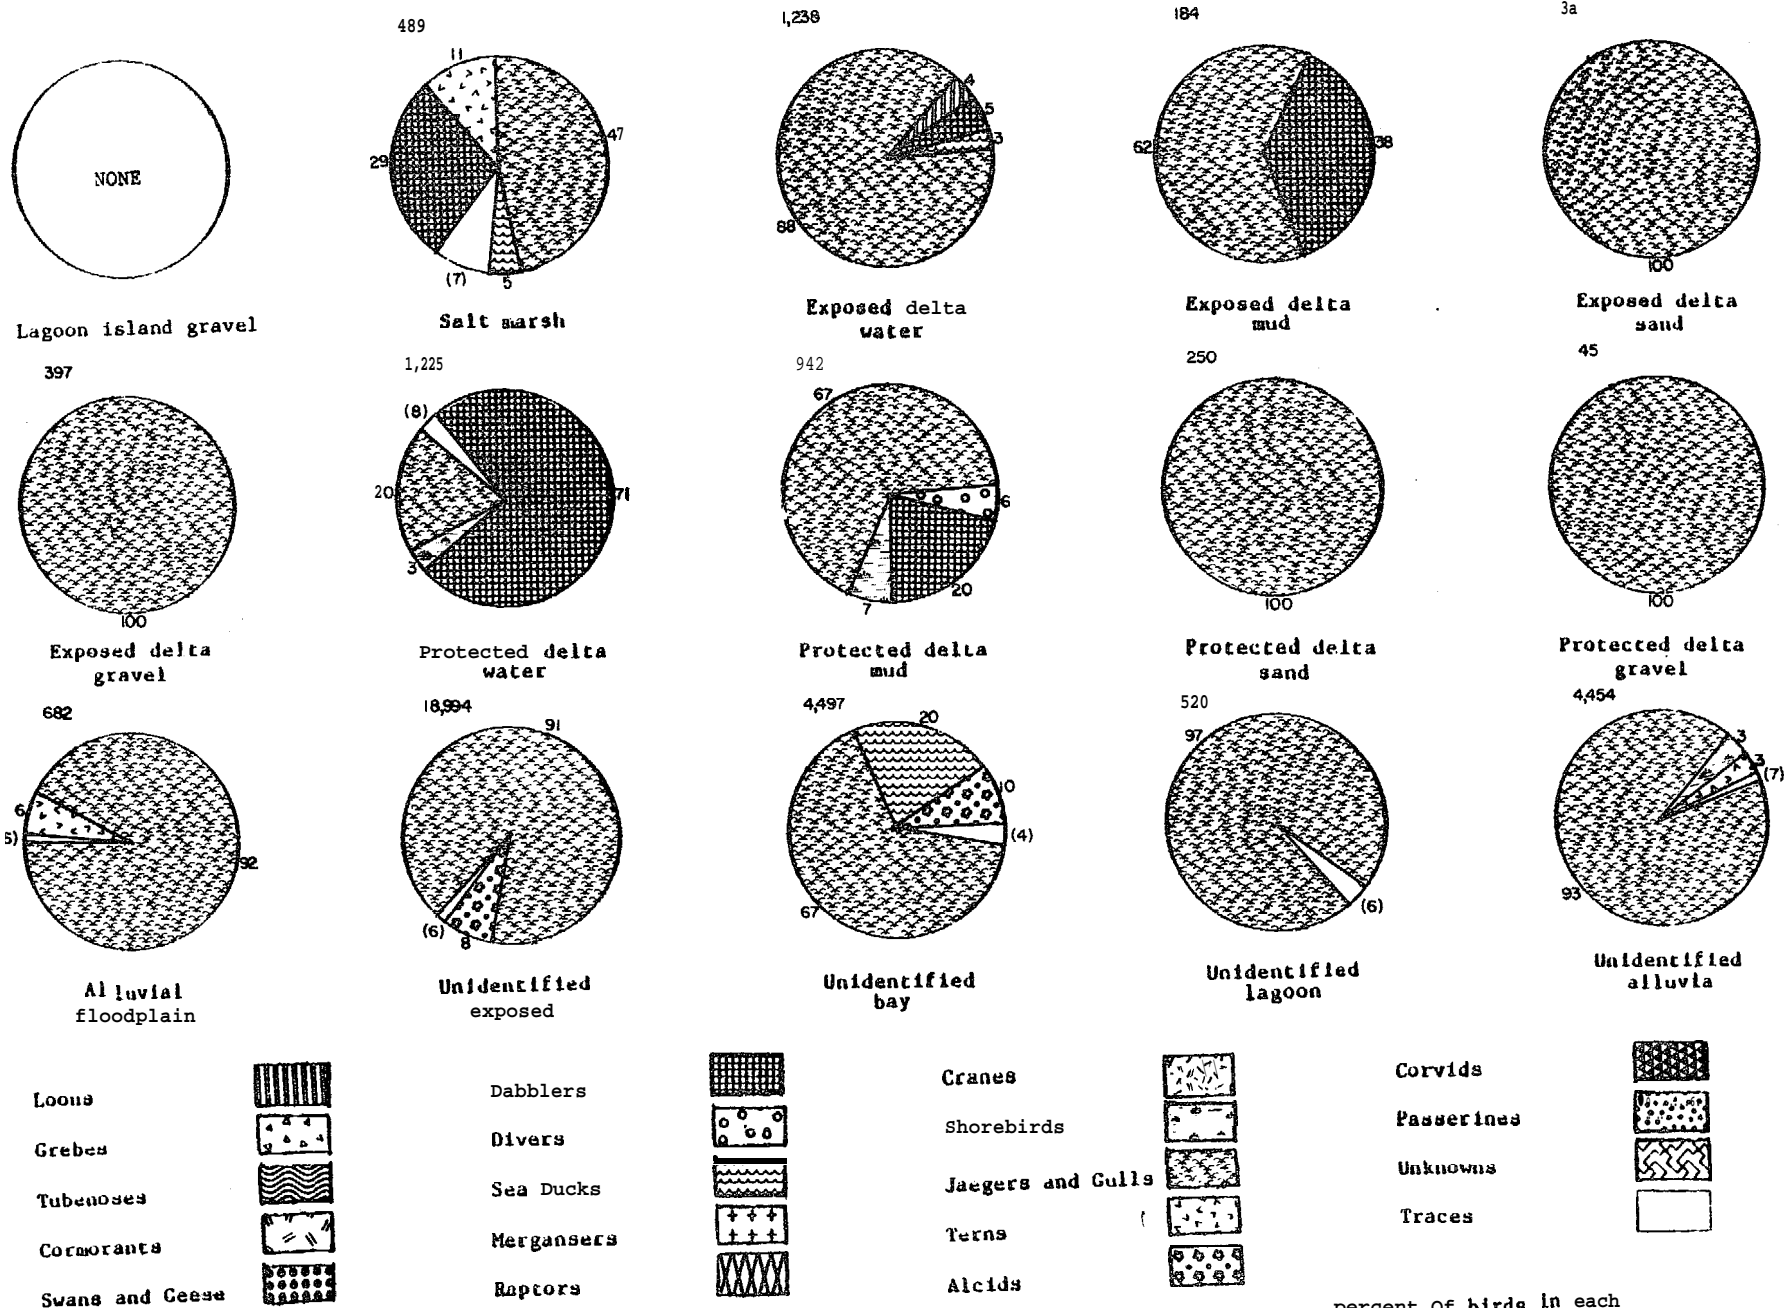 489
1,238
184
3a
NONE
11
47
29
(7)
5
4
5
3
88
62
38
100
Lagoon island gravel
Salt marsh
Exposed delta
water
Exposed delta
mud
Exposed delta
sand
397
1,225
942
250
45
100
(8)
71
20
3
67
6
20
7
100
100
Exposed delta
gravel
Protected delta
water
Protected delta
mud
Protected delta
sand
Protected delta
gravel
682
18,994
4,497
520
4,454
6
5)
92
91
(6)
8
20
10
(4)
67
97
(6)
3
3
(7)
93
Alluvial
floodplain
Unidentified
exposed
Unidentified
bay
Unidentified
lagoon
Unidentified
alluvia
Loons
Grebes
Tubenoses
Cormorants
Swans and Geese
Dabblers
Divers
Sea Ducks
Mergansers
Raptors
Cranes
Shorebirds
Jaegers and Gulls
Terns
Alcids
Corvids
Passerines
Unknowns
Traces
percent of birds in each